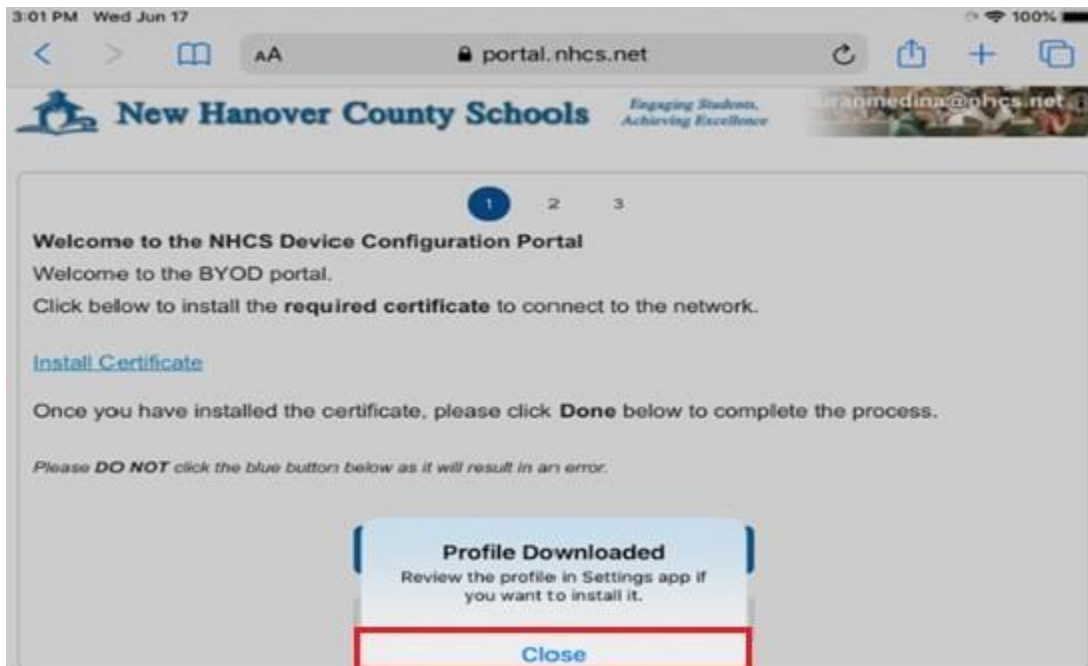 3:01 PM Wed Jun 17
100%
AA
portal.nhcs.net
New Hanover County Schools
Engaging Students,
Achieving Excellence
@nhcs.net
1 2 3
Welcome to the NHCS Device Configuration Portal
Welcome to the BYOD portal.
Click bellow to install the required certificate to connect to the network.
Install Certificate
Once you have installed the certificate, please click Done below to complete the process.
Please DO NOT click the blue button below as it will result in an error.
Profile Downloaded
Review the profile in Settings app if
you want to install it.
Close